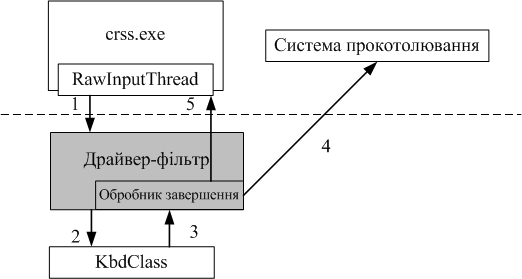 crss.exe
Система прокотолювання
RawInputThread
1
5
Драйвер-фільтр
4
Обробник завершення
2
3
KbdClass